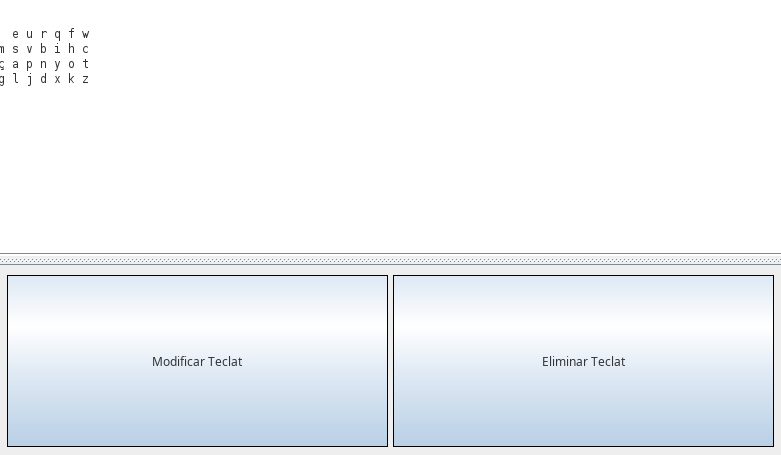 e u r q f w
m s v b i h c
ç a p n y o t
g l j d x k z
Modificar Teclat
Eliminar Teclat